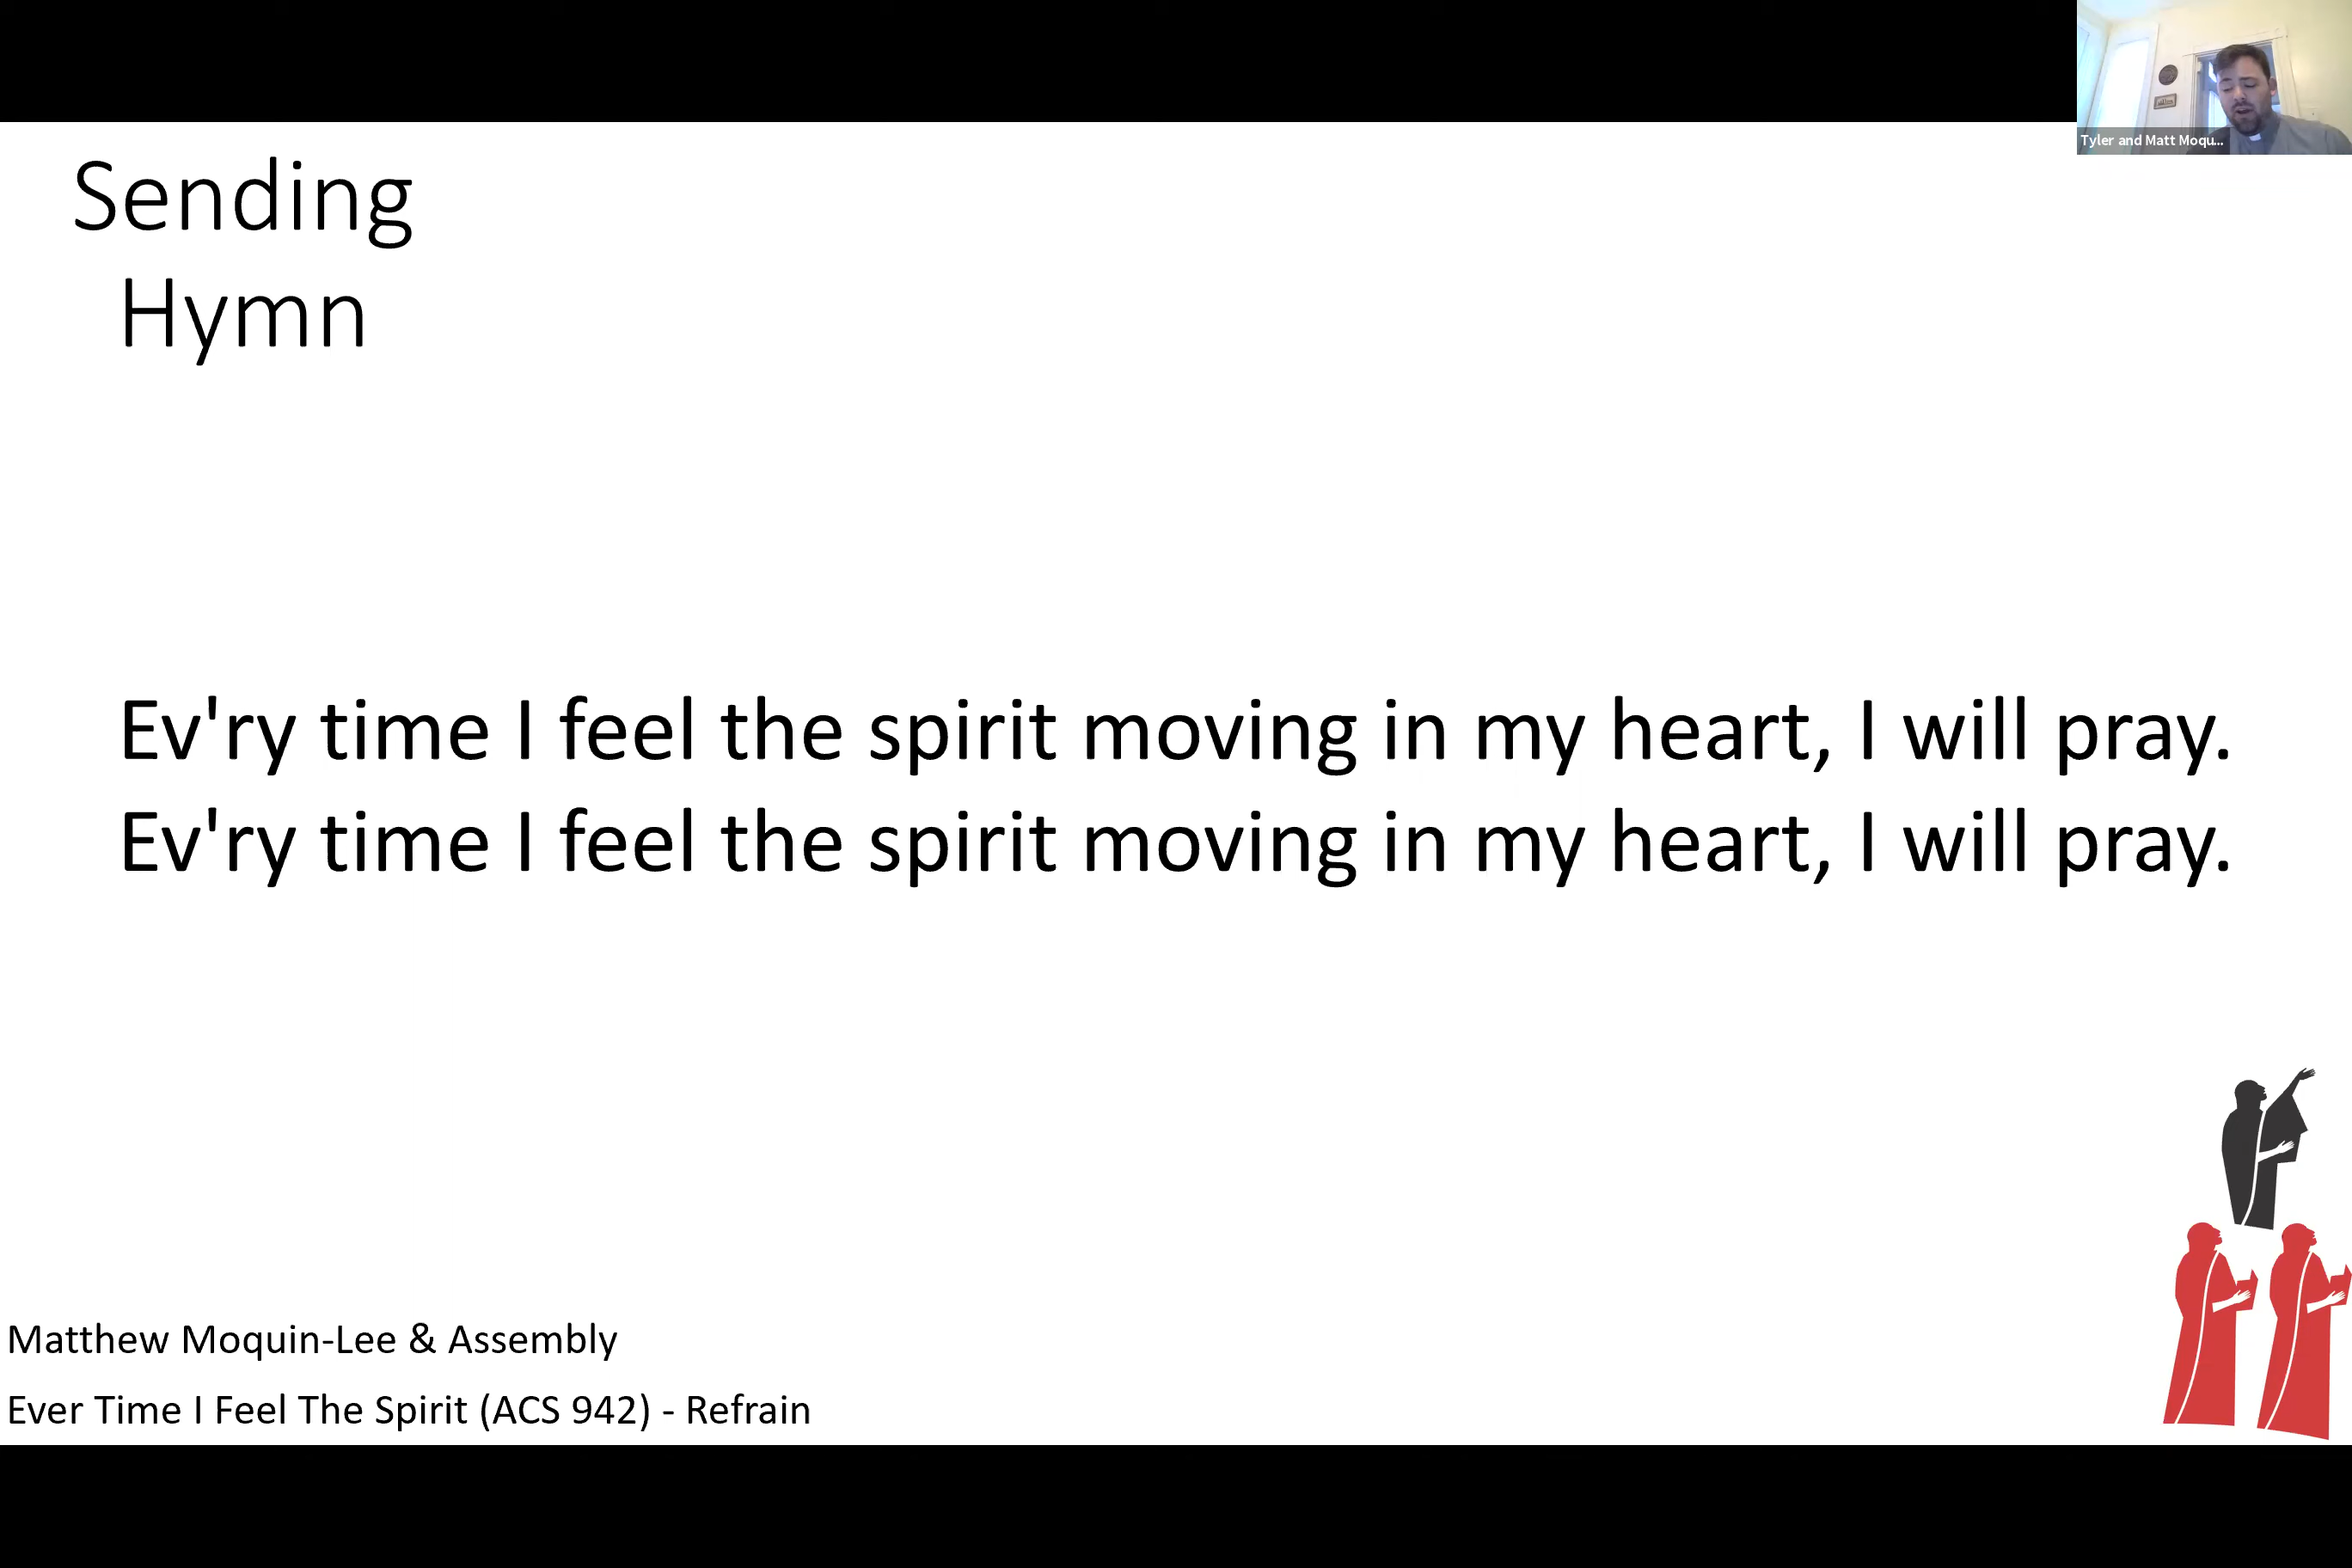 Tyler and Matt Moqu...
Sending
Hymn
Ev'ry time I feel the spirit moving in my heart, I will pray.
Ev'ry time I feel the spirit moving in my heart, I will pray.
Matthew Moquin-Lee & Assembly
Ever Time I Feel The Spirit (ACS 942) - Refrain